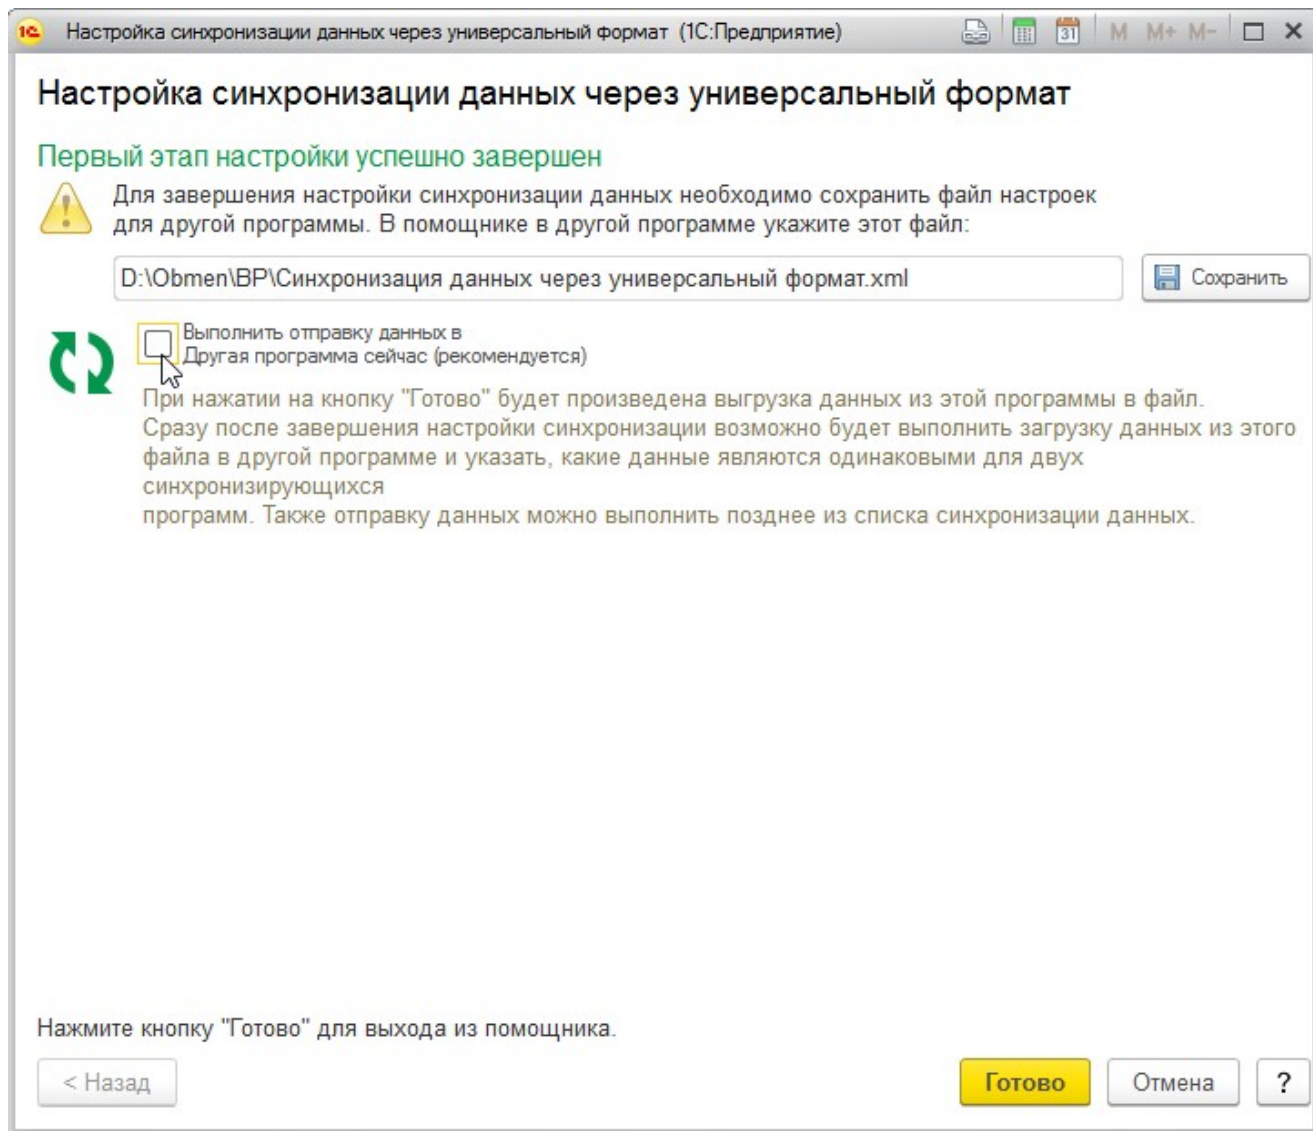 1С Настройка синхронизации данных через универсальный формат (1С:Предприятие) 31 M M+ M-
Настройка синхронизации данных через универсальный формат
Первый этап настройки успешно завершен
Для завершения настройки синхронизации данных необходимо сохранить файл настроек
для другой программы. В помощнике в другой программе укажите этот файл:
D:\Obmen\BP\Синхронизация данных через универсальный формат.xml Сохранить
Выполнить отправку данных в
Другая программа сейчас (рекомендуется)
При нажатии на кнопку "Готово" будет произведена выгрузка данных из этой программы в файл.
Сразу после завершения настройки синхронизации возможно будет выполнить загрузку данных из этого
файла в другой программе и указать, какие данные являются одинаковыми для двух
синхронизирующихся
программ. Также отправку данных можно выполнить позднее из списка синхронизации данных.
Нажмите кнопку "Готово" для выхода из помощника.
< Назад Готово Отмена ?